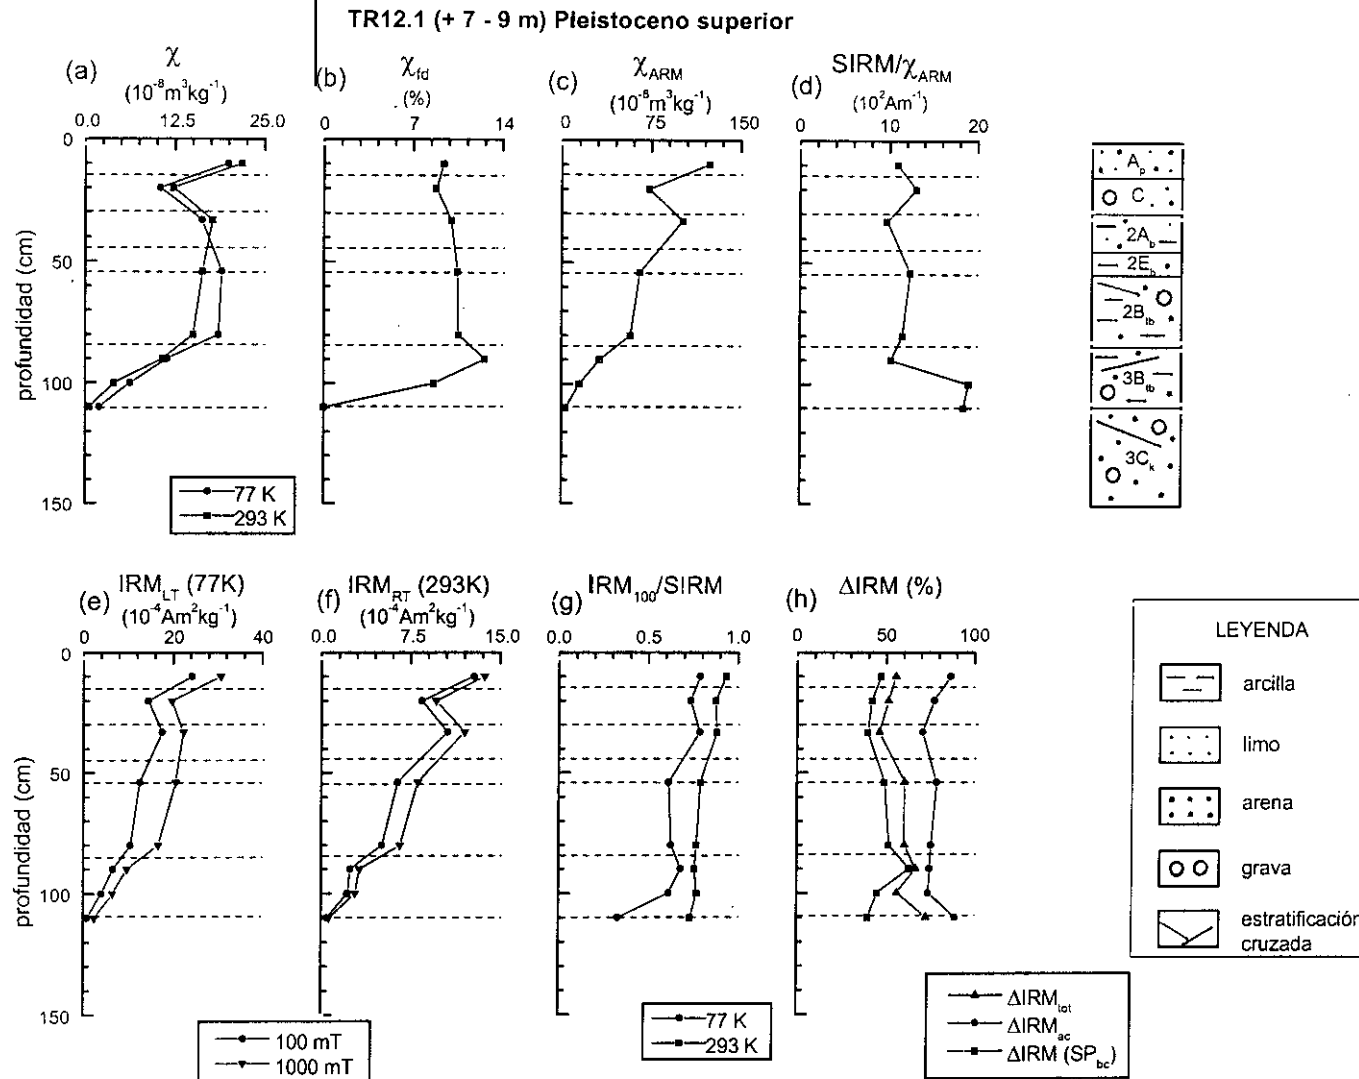 TR12.1 (+ 7 - 9 m) Pleistoceno superior
(a) χ
(10⁻⁸m³kg⁻¹)
0.0 12.5 25.0
(b) χfd
(%)
0 7 14
(c) χARM
(10⁻⁸m³kg⁻¹)
0 75 150
(d) SIRM/χARM
(10²Am⁻¹)
0 10 20
profundidad (cm)
0
50
100
150
77 K
293 K
Ap
C
2Ab
2Eb
2Btb
3Btb
3Ck
(e) IRMLT (77K)
(10⁻⁴Am²kg⁻¹)
0 20 40
(f) IRMRT (293K)
(10⁻⁴Am²kg⁻¹)
0.0 7.5 15.0
(g) IRM100/SIRM
0.0 0.5 1.0
(h) ΔIRM (%)
0 50 100
profundidad (cm)
0
50
100
150
100 mT
1000 mT
77 K
293 K
ΔIRMtot
ΔIRMac
ΔIRM (SPbc)
LEYENDA
arcilla
limo
arena
grava
estratificación
cruzada